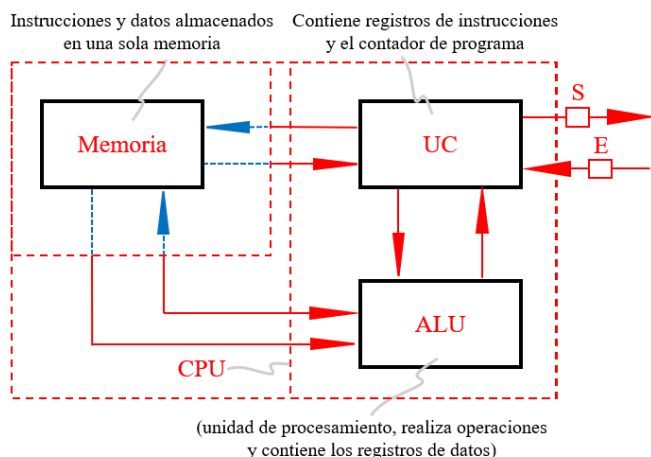 Instrucciones y datos almacenados
en una sola memoria
Contiene registros de instrucciones
y el contador de programa
Memoria
UC
S
E
ALU
CPU
(unidad de procesamiento, realiza operaciones
y contiene los registros de datos)